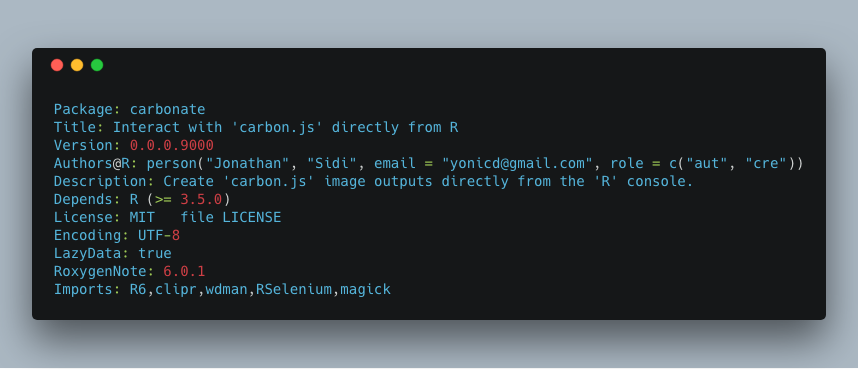 Package: carbonate
Title: Interact with 'carbon.js' directly from R
Version: 0.0.0.9000
Authors@R: person("Jonathan", "Sidi", email = "yonicd@gmail.com", role = c("aut", "cre"))
Description: Create 'carbon.js' image outputs directly from the 'R' console.
Depends: R (>= 3.5.0)
License: MIT   file LICENSE
Encoding: UTF-8
LazyData: true
RoxygenNote: 6.0.1
Imports: R6,clipr,wdman,RSelenium,magick